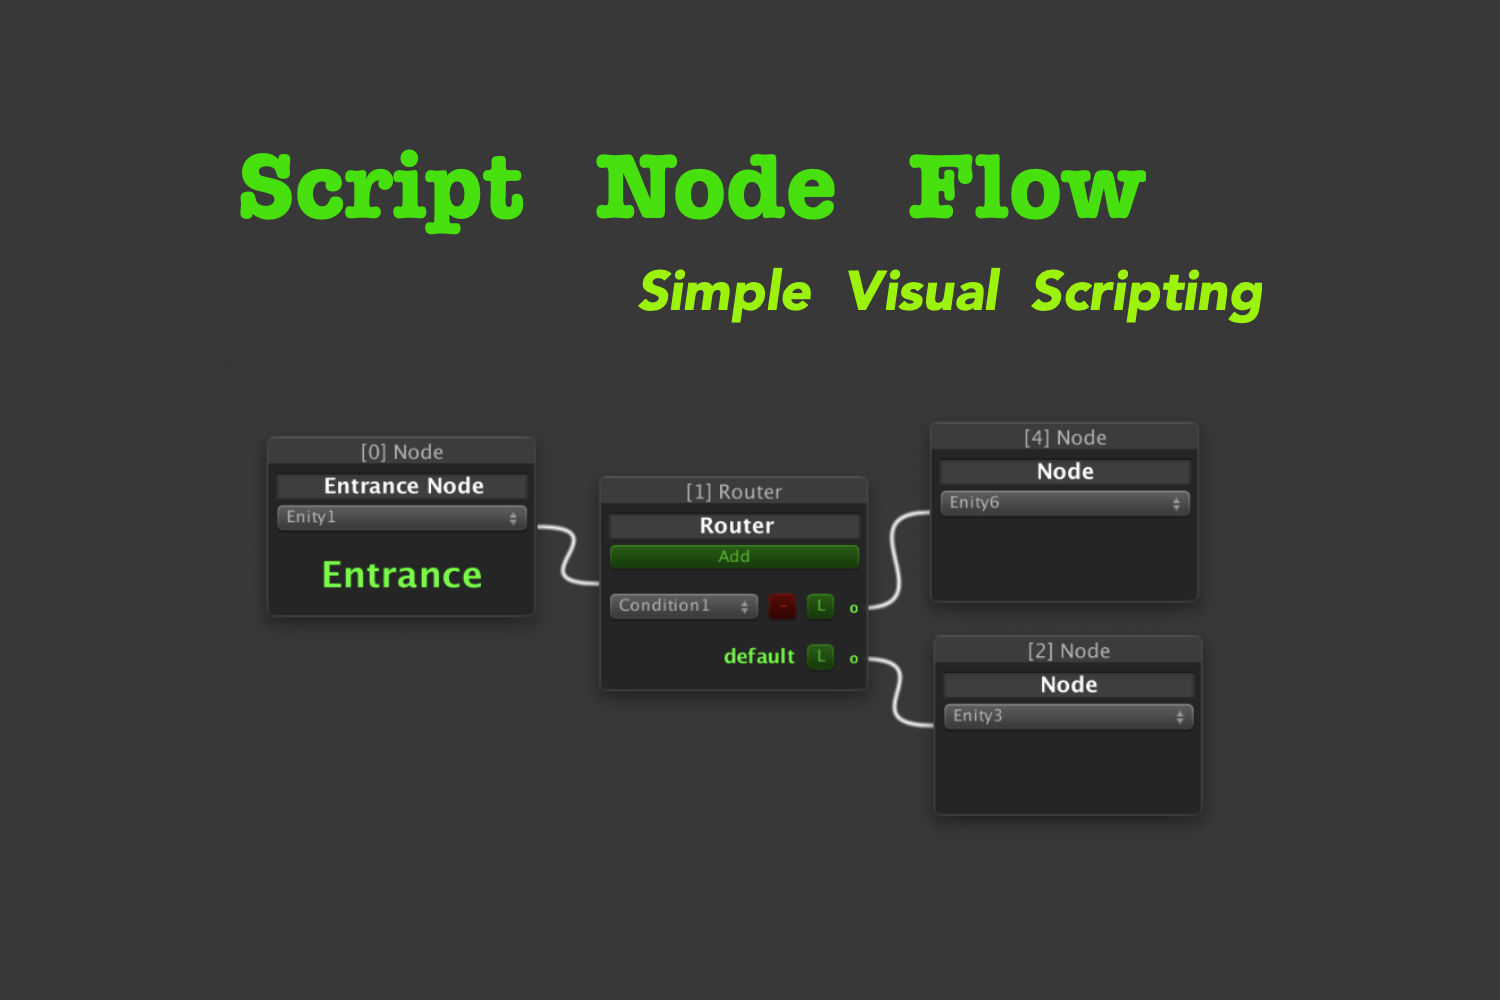 Script Node Flow
Simple Visual Scripting
[0] Node
Entrance Node
Enity1
Entrance
[1] Router
Router
Add
Condition1 - L o
default L o
[4] Node
Node
Enity6
[2] Node
Node
Enity3